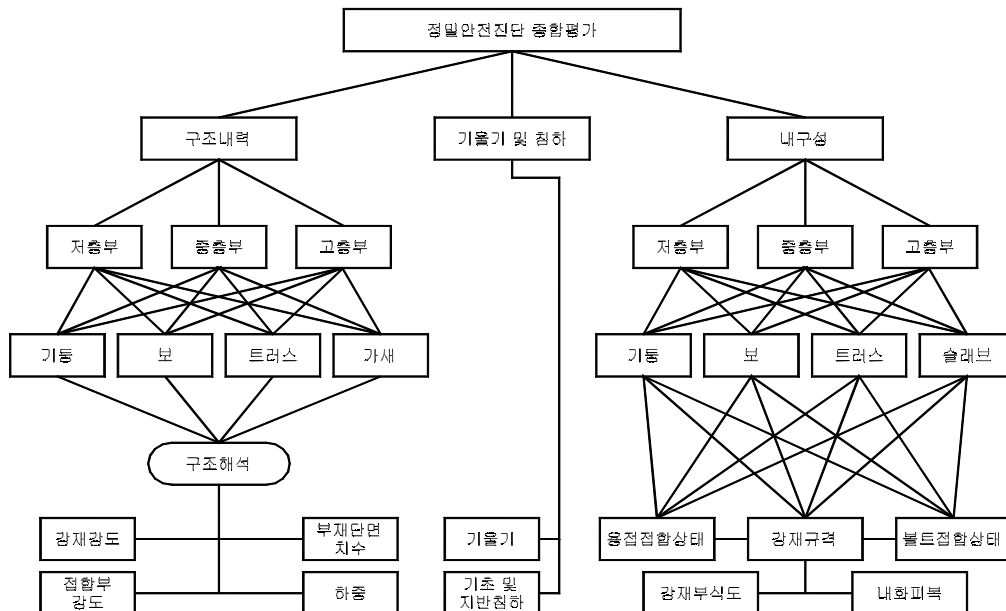 정밀안전진단 종합평가
구조내력
기울기 및 침하
내구성
저층부
중층부
고층부
저층부
중층부
고층부
기둥
보
트러스
가새
기둥
보
트러스
슬래브
구조해석
강재강도
부재단면
치수
기울기
용접접합상태
강재규격
볼트접합상태
접합부
강도
하중
기초 및
지반침하
강재부식도
내화피복